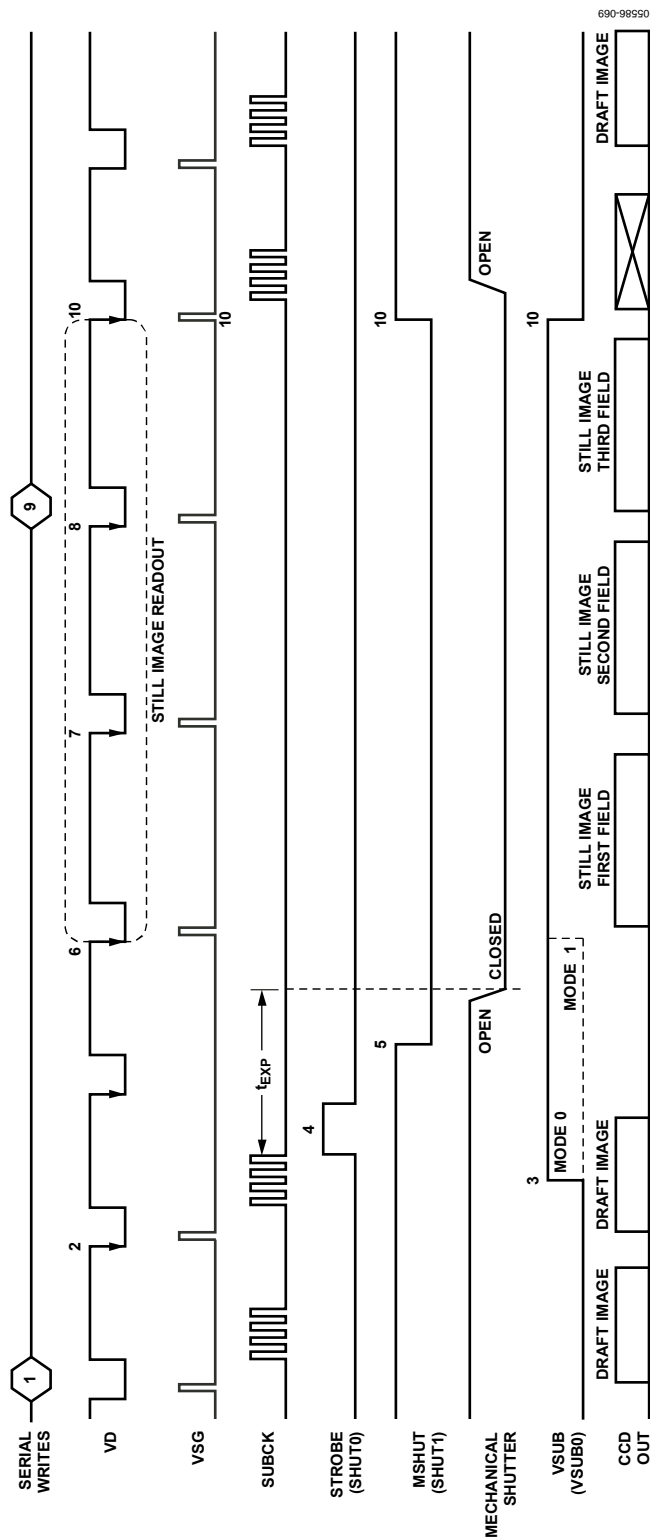 SERIAL
WRITES
1
9
VD
2
6
7
8
10
STILL IMAGE READOUT
VSG
10
SUBCK
tEXP
STROBE
(SHUT0)
4
MSHUT
(SHUT1)
5
10
MECHANICAL
SHUTTER
OPEN
CLOSED
OPEN
VSUB
(VSUB0)
3
MODE 0
MODE 1
10
CCD
OUT
DRAFT IMAGE
DRAFT IMAGE
STILL IMAGE
FIRST FIELD
STILL IMAGE
SECOND FIELD
STILL IMAGE
THIRD FIELD
DRAFT IMAGE
05586-069